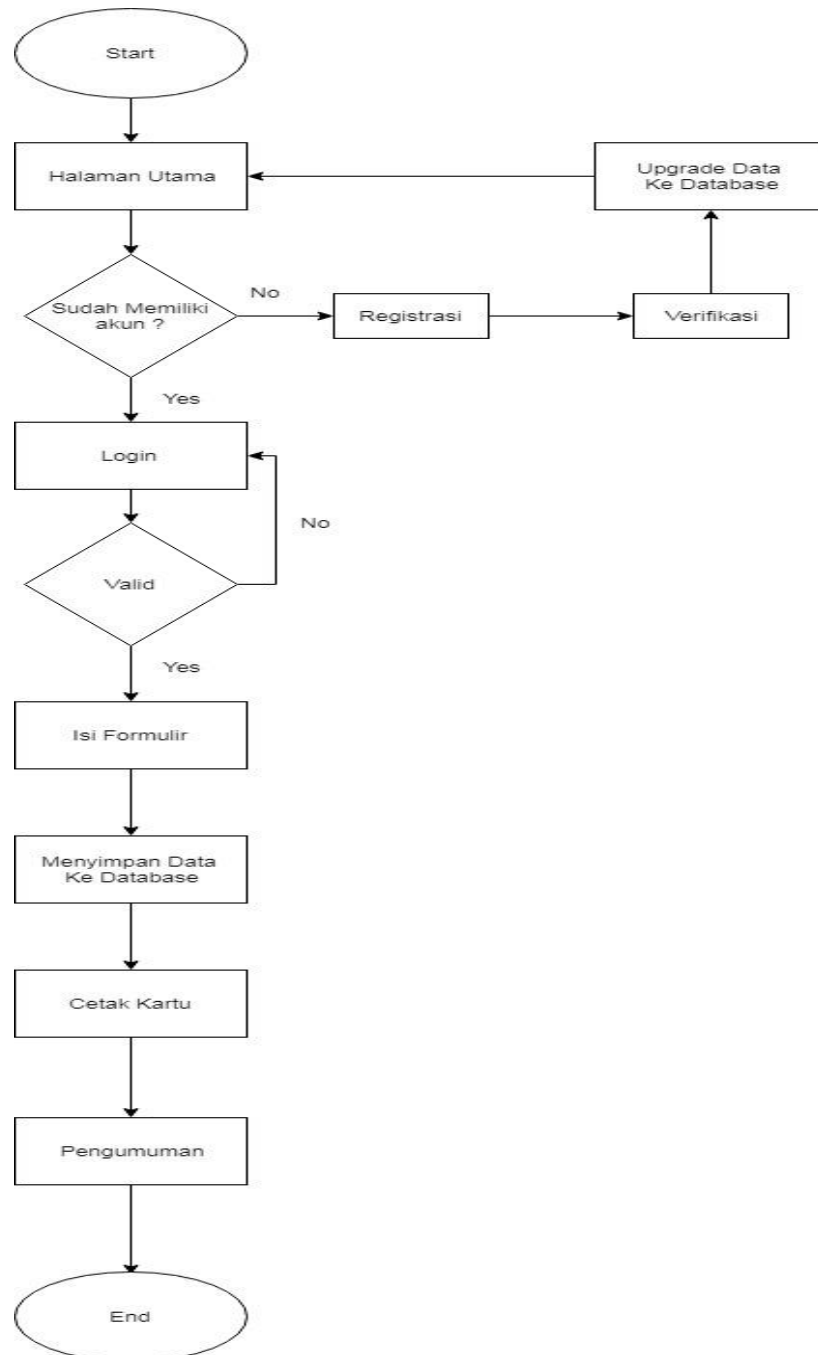 Start
Halaman Utama
Upgrade Data
Ke Database
Sudah Memiliki
akun ?
No
Registrasi
Verifikasi
Yes
Login
No
Valid
Yes
Isi Formulir
Menyimpan Data
Ke Database
Cetak Kartu
Pengumuman
End